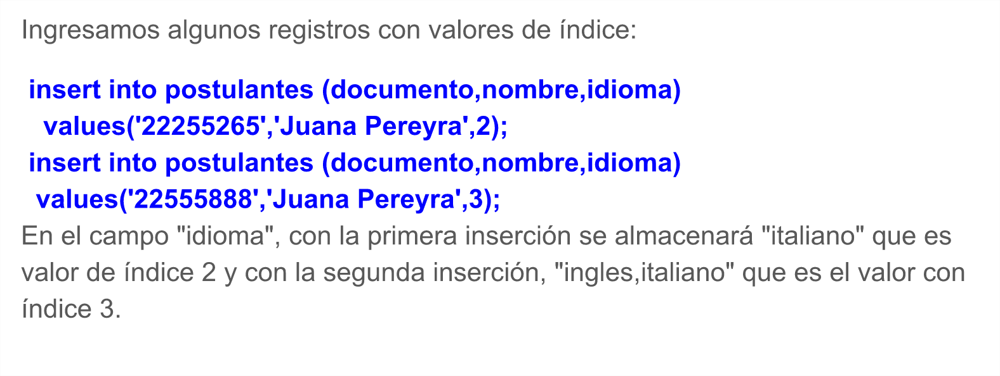 Ingresamos algunos registros con valores de índice:
insert into postulantes (documento,nombre,idioma)
values('22255265','Juana Pereyra',2);
insert into postulantes (documento,nombre,idioma)
values('22555888','Juana Pereyra',3);
En el campo "idioma", con la primera inserción se almacenará "italiano" que es
valor de índice 2 y con la segunda inserción, "ingles,italiano" que es el valor con
índice 3.